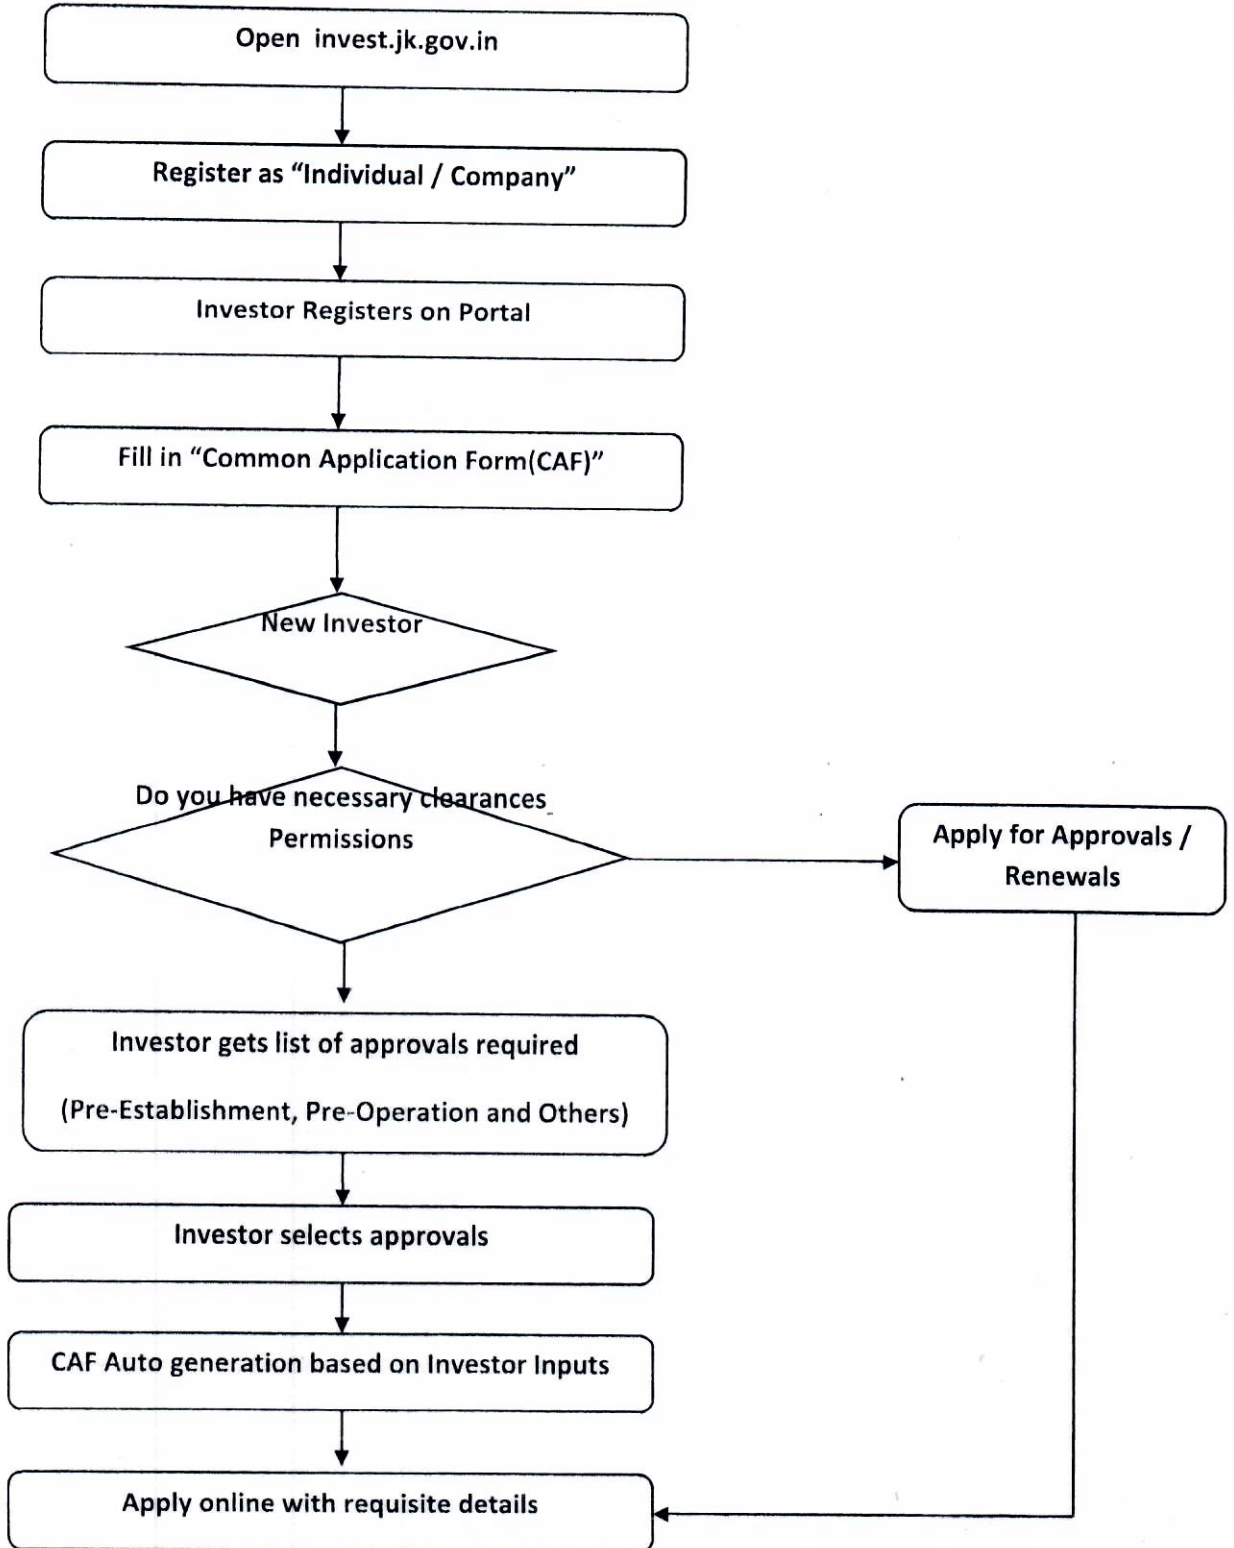 Open invest.jk.gov.in
Register as “Individual / Company”
Investor Registers on Portal
Fill in “Common Application Form(CAF)”
New Investor
Do you have necessary clearances
Permissions
Apply for Approvals /
Renewals
Investor gets list of approvals required
(Pre-Establishment, Pre-Operation and Others)
Investor selects approvals
CAF Auto generation based on Investor Inputs
Apply online with requisite details